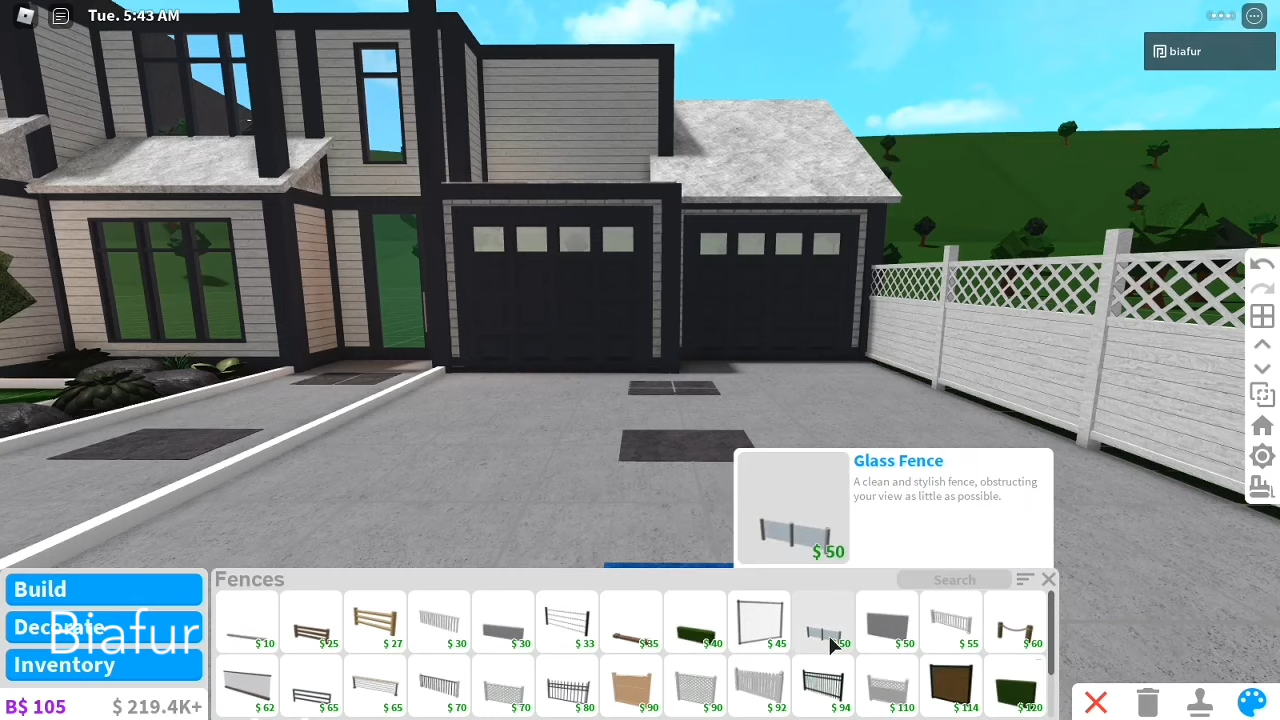 Tue. 5:43 AM
biafur
Glass Fence
A clean and stylish fence, obstructing
your view as little as possible.
$ 50
Build
Decorate
Biafur
Inventory
B$ 105
$ 219.4K+
Fences
Search
$ 10
$ 25
$ 27
$ 30
$ 30
$ 33
$ 35
$ 40
$ 45
50
$ 50
$ 55
$ 60
$ 62
$ 65
$ 65
$ 70
$ 70
$ 80
$ 90
$ 90
$ 92
$ 94
$ 110
$ 114
$ 120